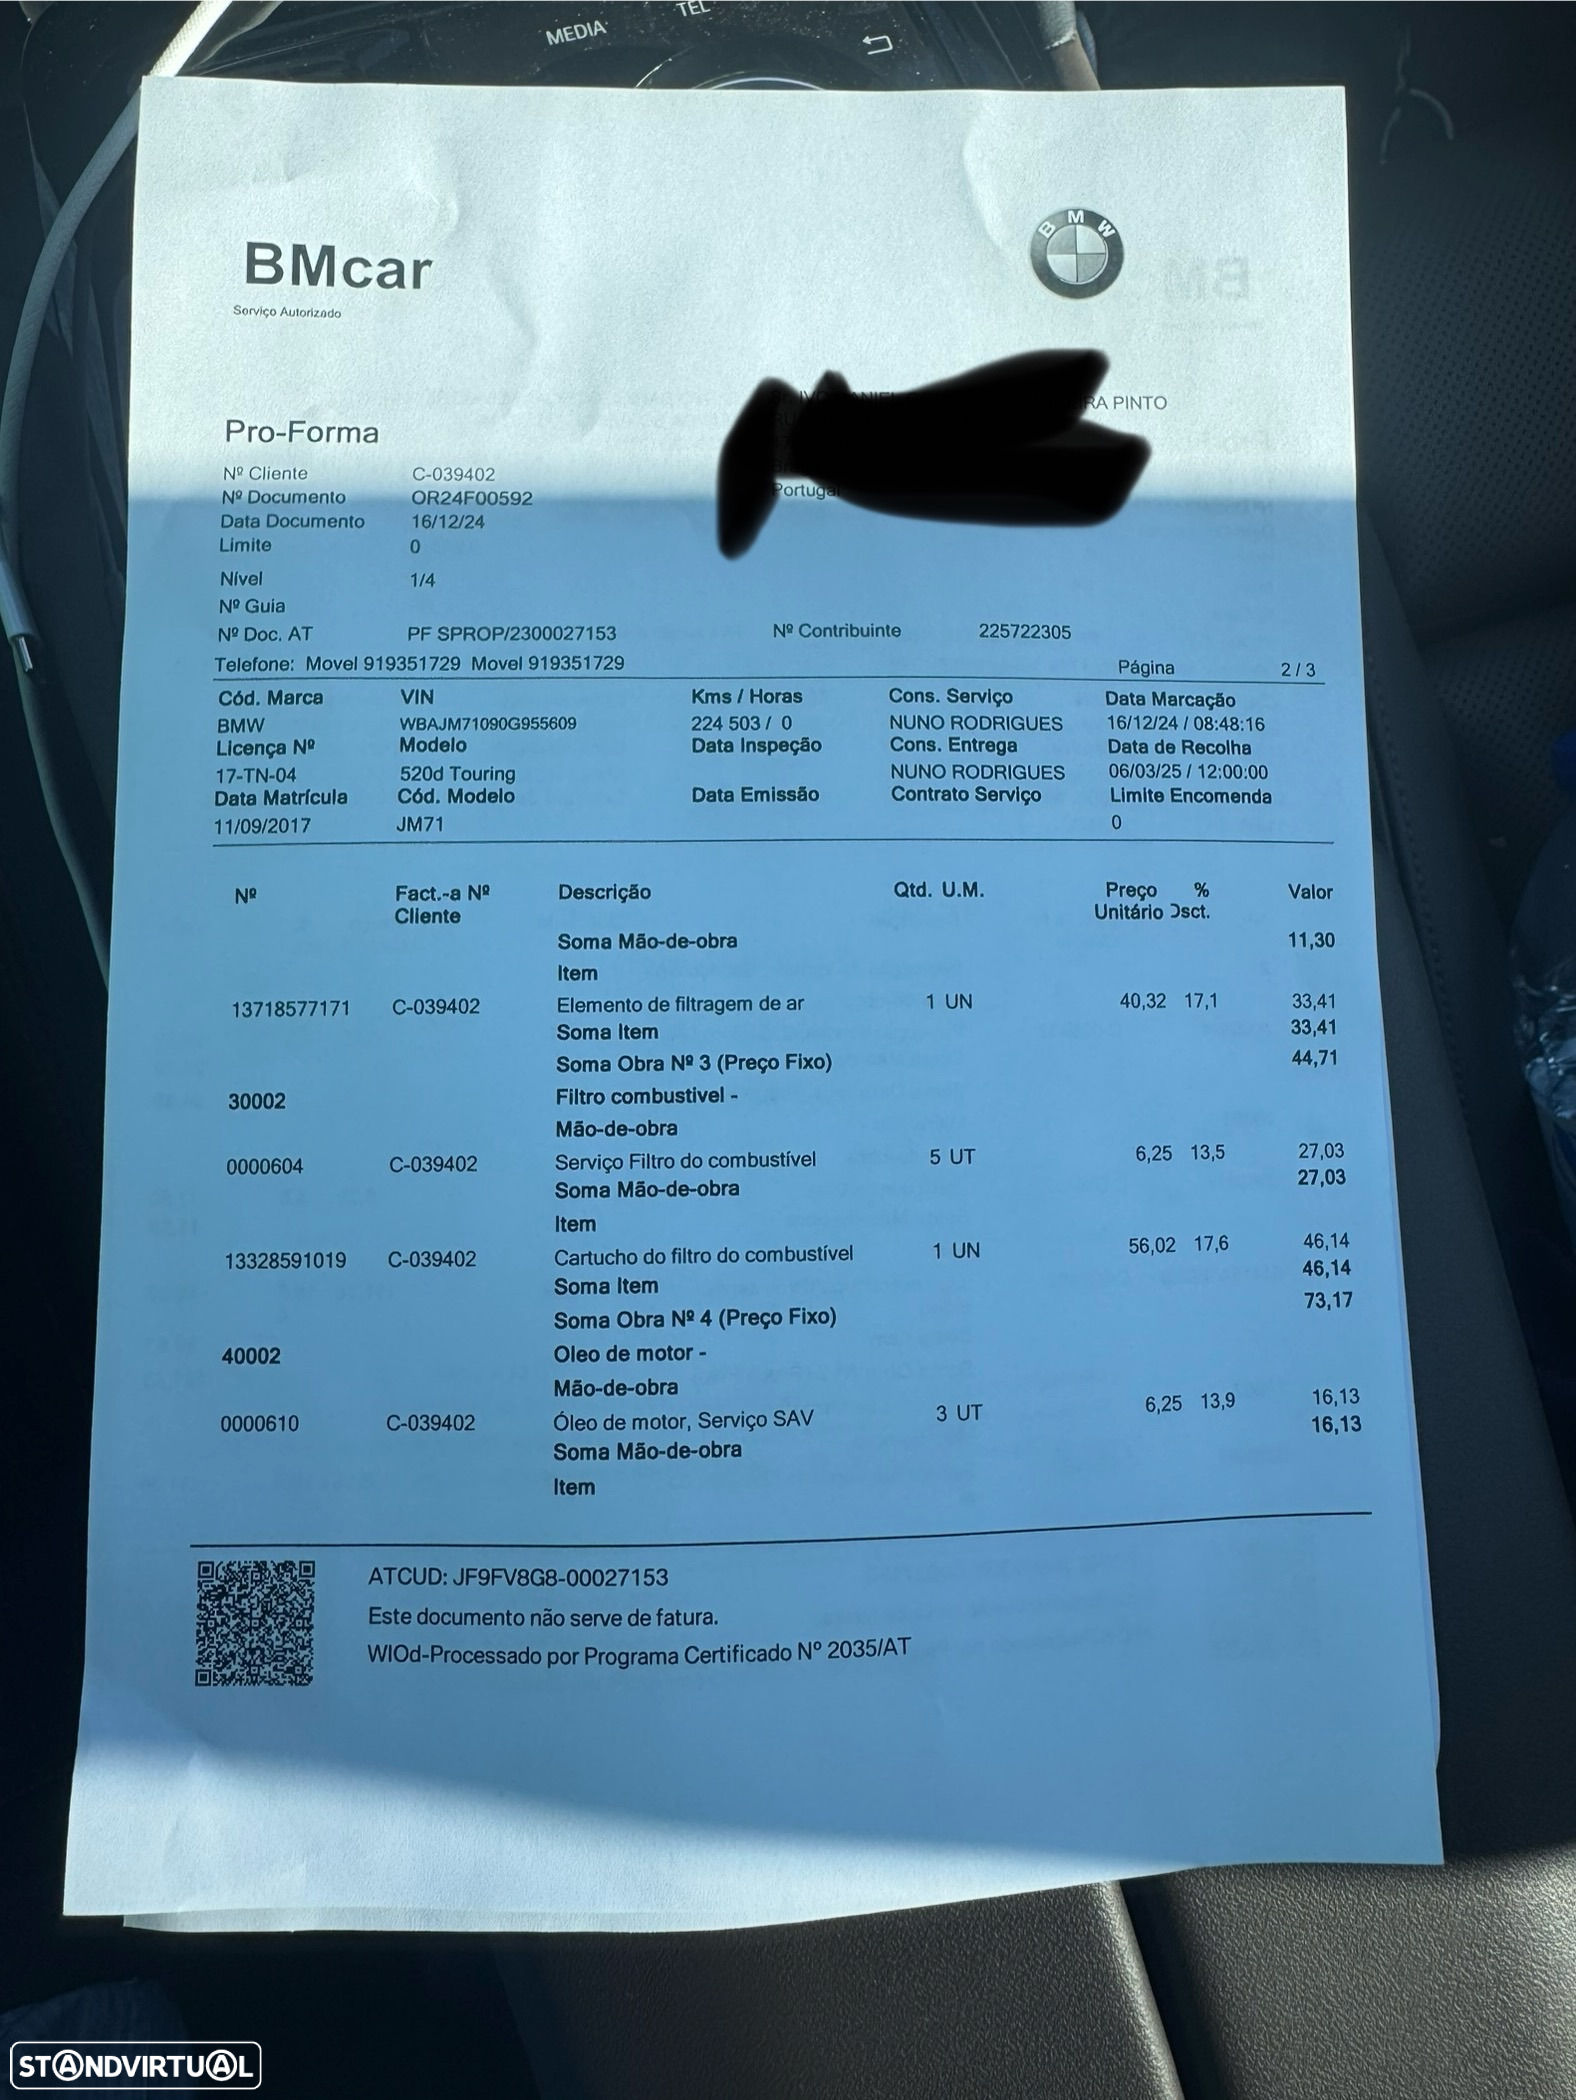 MEDIA
TEL
BMcar
Serviço Autorizado
B M W
RA PINTO
Portugal
Pro-Forma
Nº Cliente C-039402
Nº Documento OR24F00592
Data Documento 16/12/24
Limite 0
Nível 1/4
Nº Guia
Nº Doc. AT PF SPROP/2300027153 Nº Contribuinte 225722305
Telefone: Movel 919351729 Movel 919351729 Página 2 / 3
Cód. Marca VIN Kms / Horas Cons. Serviço Data Marcação
BMW WBAJM71090G955609 224 503 / 0 NUNO RODRIGUES 16/12/24 / 08:48:16
Licença Nº Modelo Data Inspeção Cons. Entrega Data de Recolha
17-TN-04 520d Touring NUNO RODRIGUES 06/03/25 / 12:00:00
Data Matrícula Cód. Modelo Data Emissão Contrato Serviço Limite Encomenda
11/09/2017 JM71 0
Nº Fact.-a Nº Descrição Qtd. U.M. Preço % Valor
Cliente Unitário Dsct.
Soma Mão-de-obra 11,30
Item
13718577171 C-039402 Elemento de filtragem de ar 1 UN 40,32 17,1 33,41
Soma Item 33,41
Soma Obra Nº 3 (Preço Fixo) 44,71
30002 Filtro combustivel -
Mão-de-obra
0000604 C-039402 Serviço Filtro do combustível 5 UT 6,25 13,5 27,03
Soma Mão-de-obra 27,03
Item
13328591019 C-039402 Cartucho do filtro do combustível 1 UN 56,02 17,6 46,14
Soma Item 46,14
Soma Obra Nº 4 (Preço Fixo) 73,17
40002 Oleo de motor -
Mão-de-obra
0000610 C-039402 Óleo de motor, Serviço SAV 3 UT 6,25 13,9 16,13
Soma Mão-de-obra 16,13
Item
ATCUD: JF9FV8G8-00027153
Este documento não serve de fatura.
WIOd-Processado por Programa Certificado Nº 2035/AT
STANDVIRTUAL